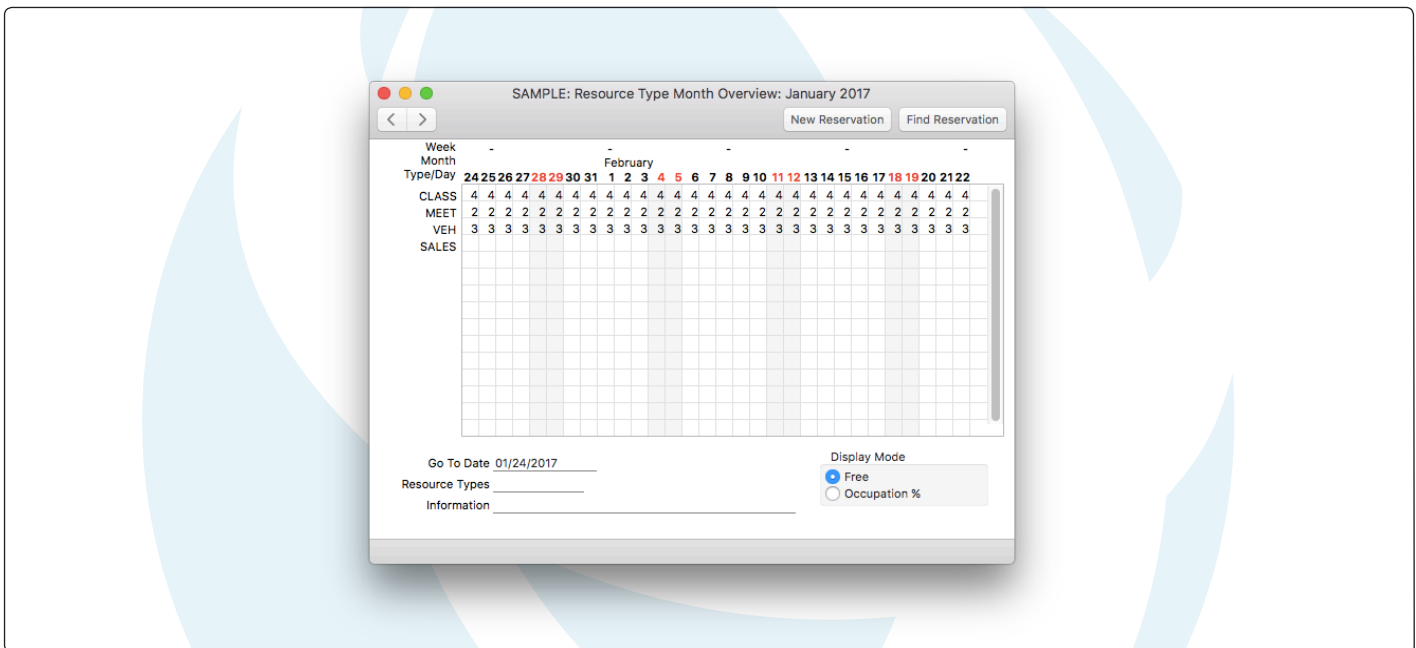 SAMPLE: Resource Type Month Overview: January 2017
New Reservation Find Reservation
Week - - - - -
Month February
Type/Day 24 25 26 27 28 29 30 31 1 2 3 4 5 6 7 8 9 10 11 12 13 14 15 16 17 18 19 20 21 22
CLASS 4 4 4 4 4 4 4 4 4 4 4 4 4 4 4 4 4 4 4 4 4 4 4 4 4 4 4 4 4 4
MEET 2 2 2 2 2 2 2 2 2 2 2 2 2 2 2 2 2 2 2 2 2 2 2 2 2 2 2 2 2 2
VEH 3 3 3 3 3 3 3 3 3 3 3 3 3 3 3 3 3 3 3 3 3 3 3 3 3 3 3 3 3 3
SALES
Go To Date 01/24/2017
Resource Types
Information
Display Mode
Free
Occupation %